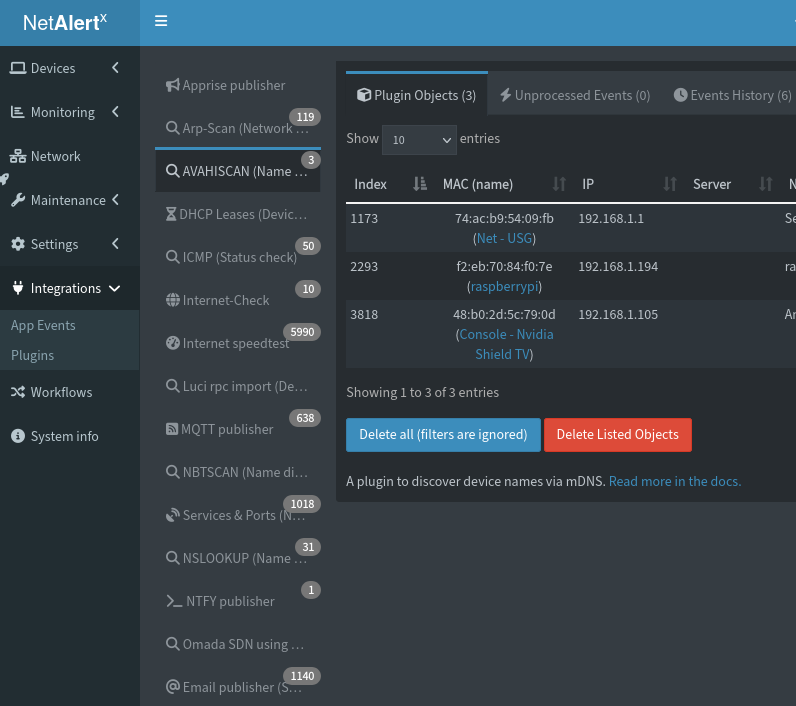 NetAlertx
Devices
Monitoring
Network
Maintenance
Settings
Integrations
App Events
Plugins
Workflows
System info
Apprise publisher
119
Arp-Scan (Network ...
3
AVAHISCAN (Name ...
DHCP Leases (Devic...
50
ICMP (Status check)
10
Internet-Check
5990
Internet speedtest
Luci rpc import (De...
638
MQTT publisher
NBTSCAN (Name di...
1018
Services & Ports (N...
31
NSLOOKUP (Name ...
1
NTFY publisher
Omada SDN using ...
1140
Email publisher (S...
Plugin Objects (3) Unprocessed Events (0) Events History (6)
Show 10 entries
Index MAC (name) IP Server N
1173 74:ac:b9:54:09:fb 192.168.1.1 Se
(Net - USG)
2293 f2:eb:70:84:f0:7e 192.168.1.194 ra
(raspberrypi)
3818 48:b0:2d:5c:79:0d 192.168.1.105 Ar
(Console - Nvidia
Shield TV)
Showing 1 to 3 of 3 entries
Delete all (filters are ignored) Delete Listed Objects
A plugin to discover device names via mDNS. Read more in the docs.